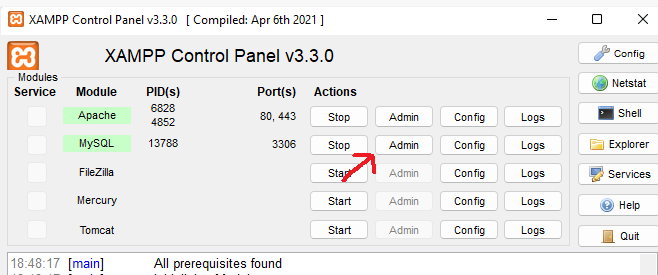 XAMPP Control Panel v3.3.0 [ Compiled: Apr 6th 2021 ]
XAMPP Control Panel v3.3.0
Config
Modules
Service Module PID(s) Port(s) Actions
Netstat
Apache 6828 4852 80, 443 Stop Admin Config Logs
Shell
MySQL 13788 3306 Stop Admin Config Logs
Explorer
FileZilla Start Admin Config Logs
Services
Mercury Start Admin Config Logs
Help
Tomcat Start Admin Config Logs
Quit
18:48:17 [main] All prerequisites found